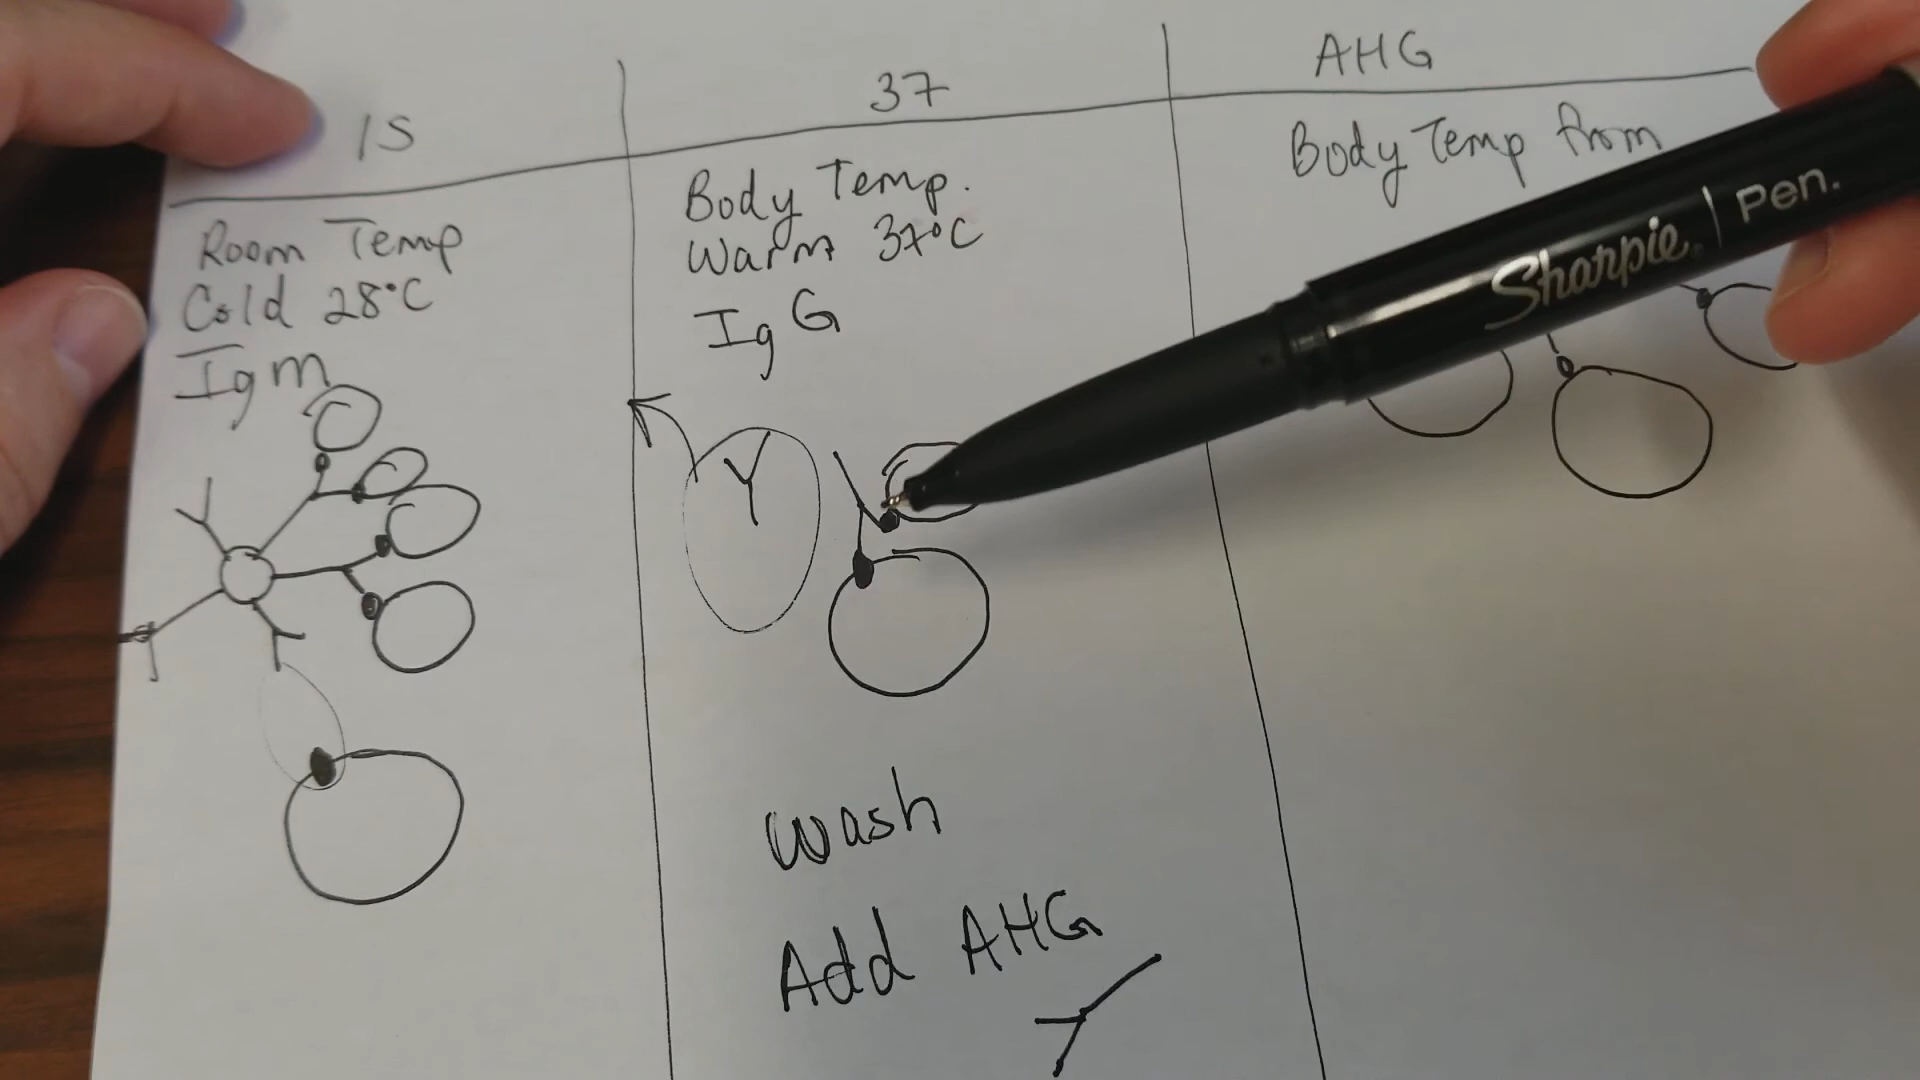 IS
Room Temp
Cold 28°C
IgM
37
Body Temp.
Warm 37°C
IgG
Y
Wash
Add AHG
AHG
Body Temp from
Sharpie. | Pen.